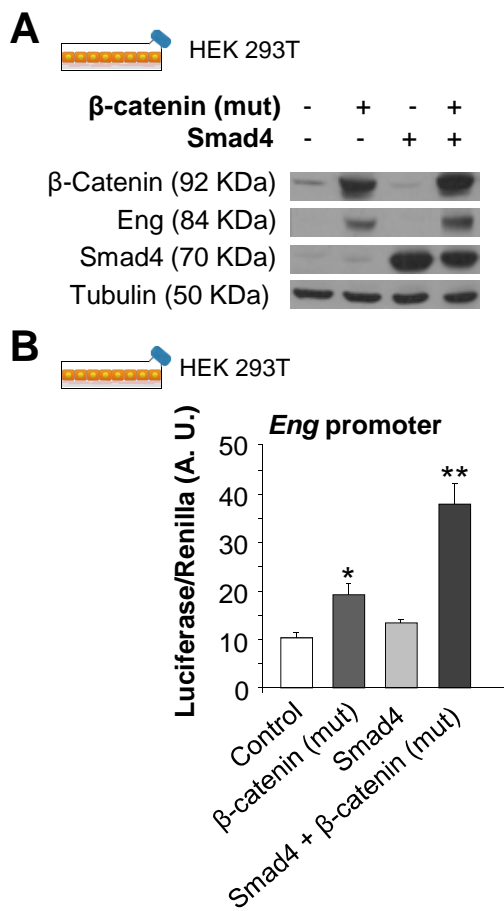 A
HEK 293T
β-catenin (mut) - + - +
Smad4 - - + +
β-Catenin (92 KDa)
Eng (84 KDa)
Smad4 (70 KDa)
Tubulin (50 KDa)
B
HEK 293T
Eng promoter
Luciferase/Renilla (A. U.)
50
40
30
20
10
0
*
**
Control
β-catenin (mut)
Smad4
Smad4 + β-catenin (mut)